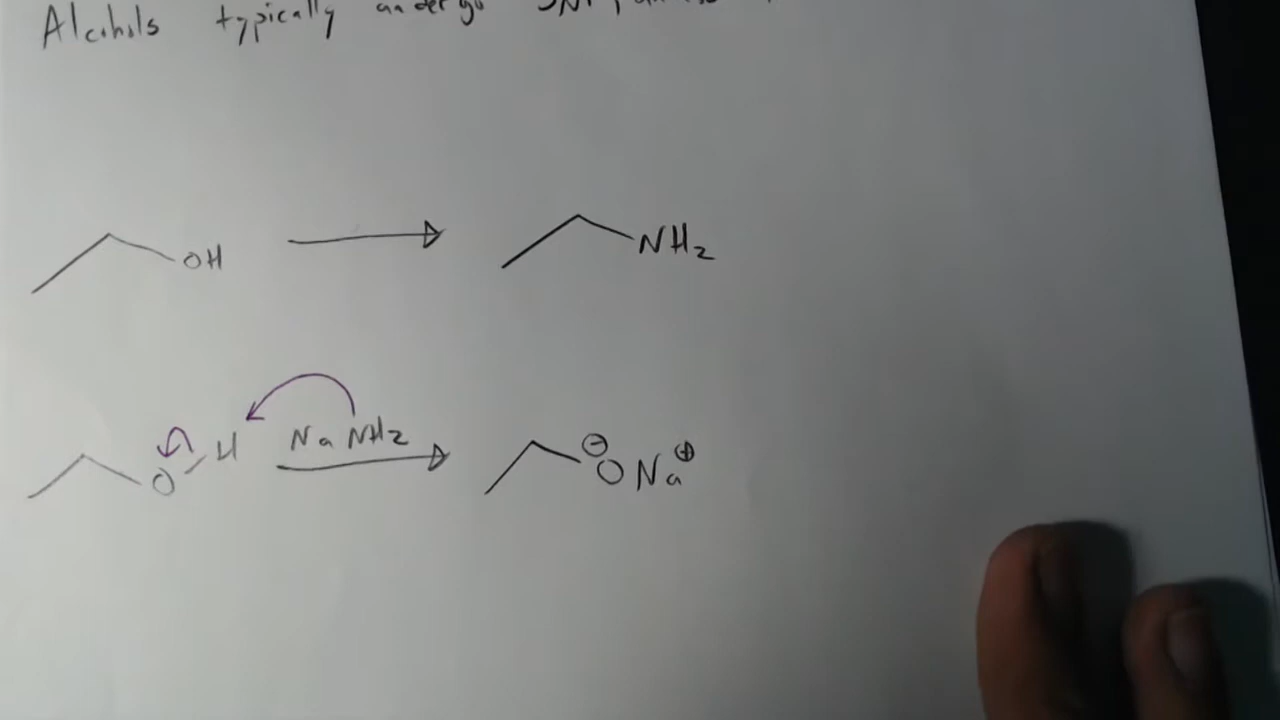 Alcohols typically undergo
OH NH2
H NaNH2 
O ⊖ O Na ⊕